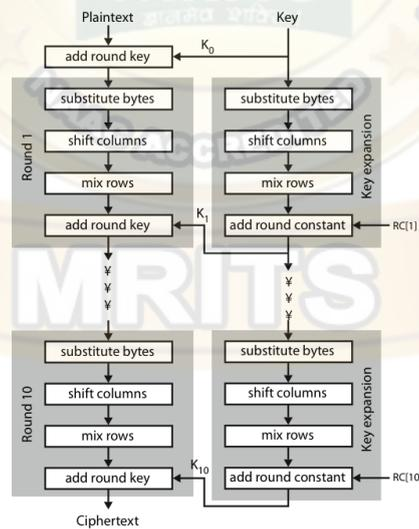 Plaintext
Key
add round key
K0
substitute bytes
substitute bytes
shift columns
shift columns
mix rows
mix rows
add round key
K1
add round constant
RC[1]
Round 1
Key expansion
¥
¥
¥
¥
¥
¥
substitute bytes
substitute bytes
shift columns
shift columns
mix rows
mix rows
add round key
K10
add round constant
RC[10
Round 10
Key expansion
Ciphertext
MRITS